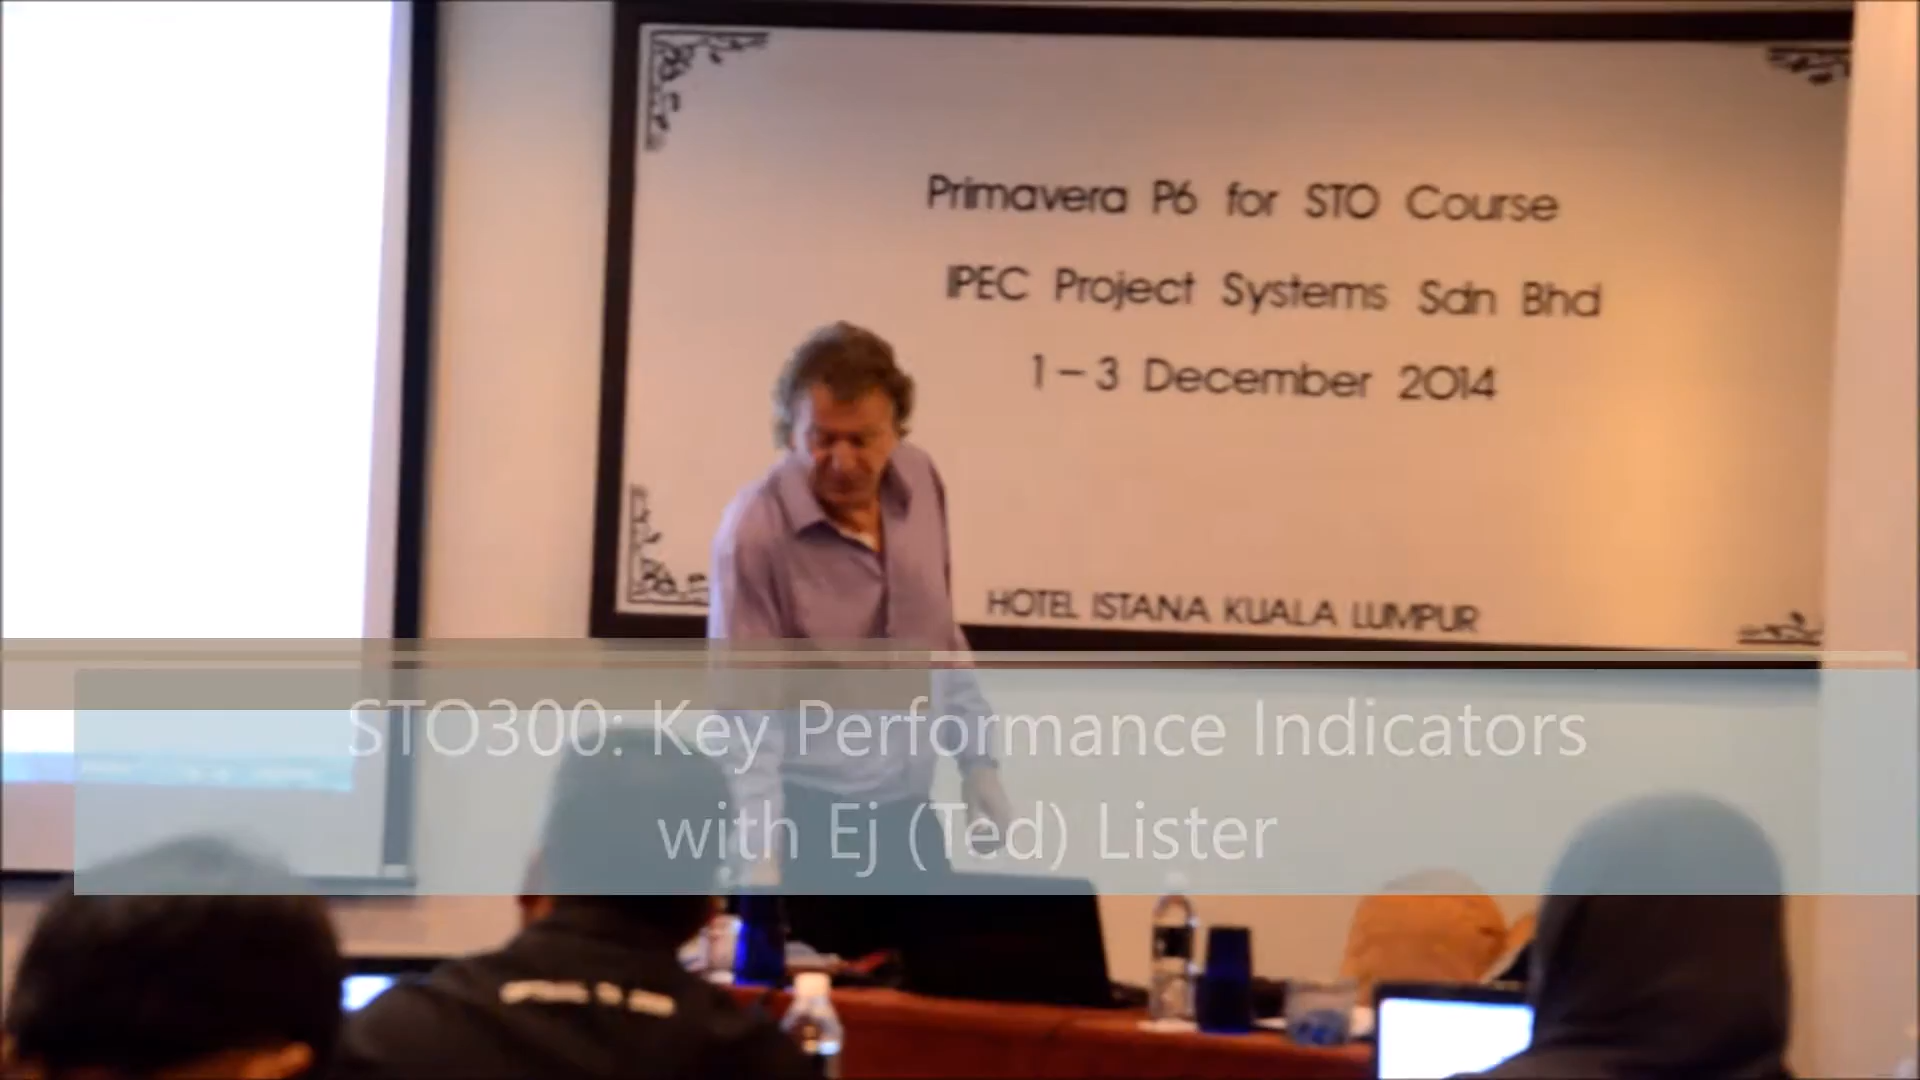 Primavera P6 for STO Course
IPEC Project Systems Sdn Bhd
1-3 December 2014
HOTEL ISTANA KUALA LUMPUR
STO300: Key Performance Indicators
with Ej (Ted) Lister